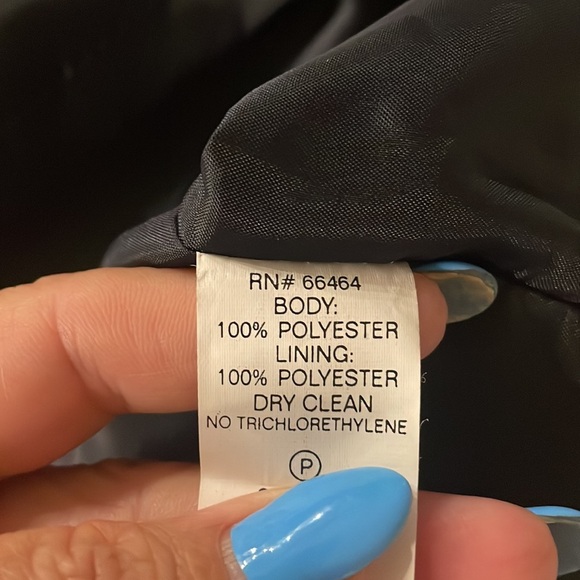 RN# 66464
BODY:
100% POLYESTER
LINING:
100% POLYESTER
DRY CLEAN
NO TRICHLORETHYLENE
P